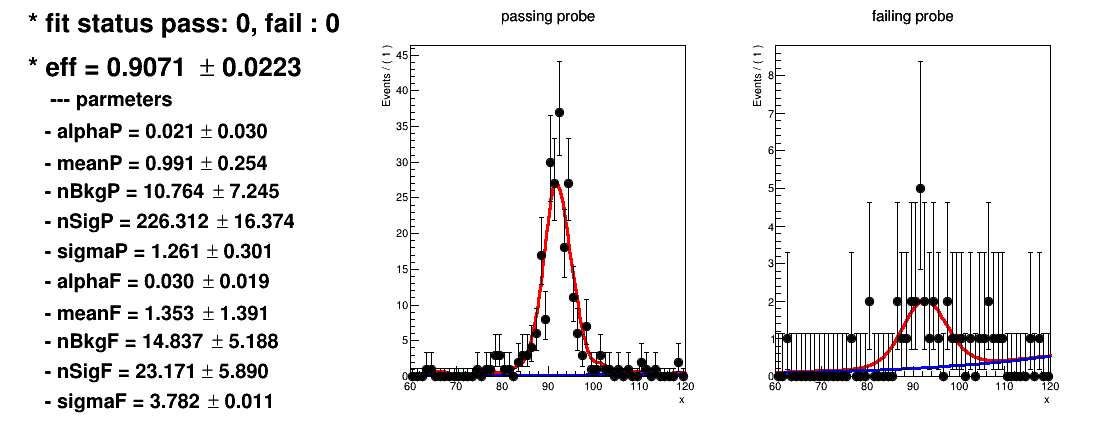 * fit status pass: 0, fail : 0
* eff = 0.9071 ± 0.0223
--- parmeters
- alphaP = 0.021 ± 0.030
- meanP = 0.991 ± 0.254
- nBkgP = 10.764 ± 7.245
- nSigP = 226.312 ± 16.374
- sigmaP = 1.261 ± 0.301
- alphaF = 0.030 ± 0.019
- meanF = 1.353 ± 1.391
- nBkgF = 14.837 ± 5.188
- nSigF = 23.171 ± 5.890
- sigmaF = 3.782 ± 0.011
passing probe
Events / ( 1 )
45
40
35
30
25
20
15
10
5
0
60 70 80 90 100 110 120
x
failing probe
Events / ( 1 )
8
7
6
5
4
3
2
1
0
60 70 80 90 100 110 120
x